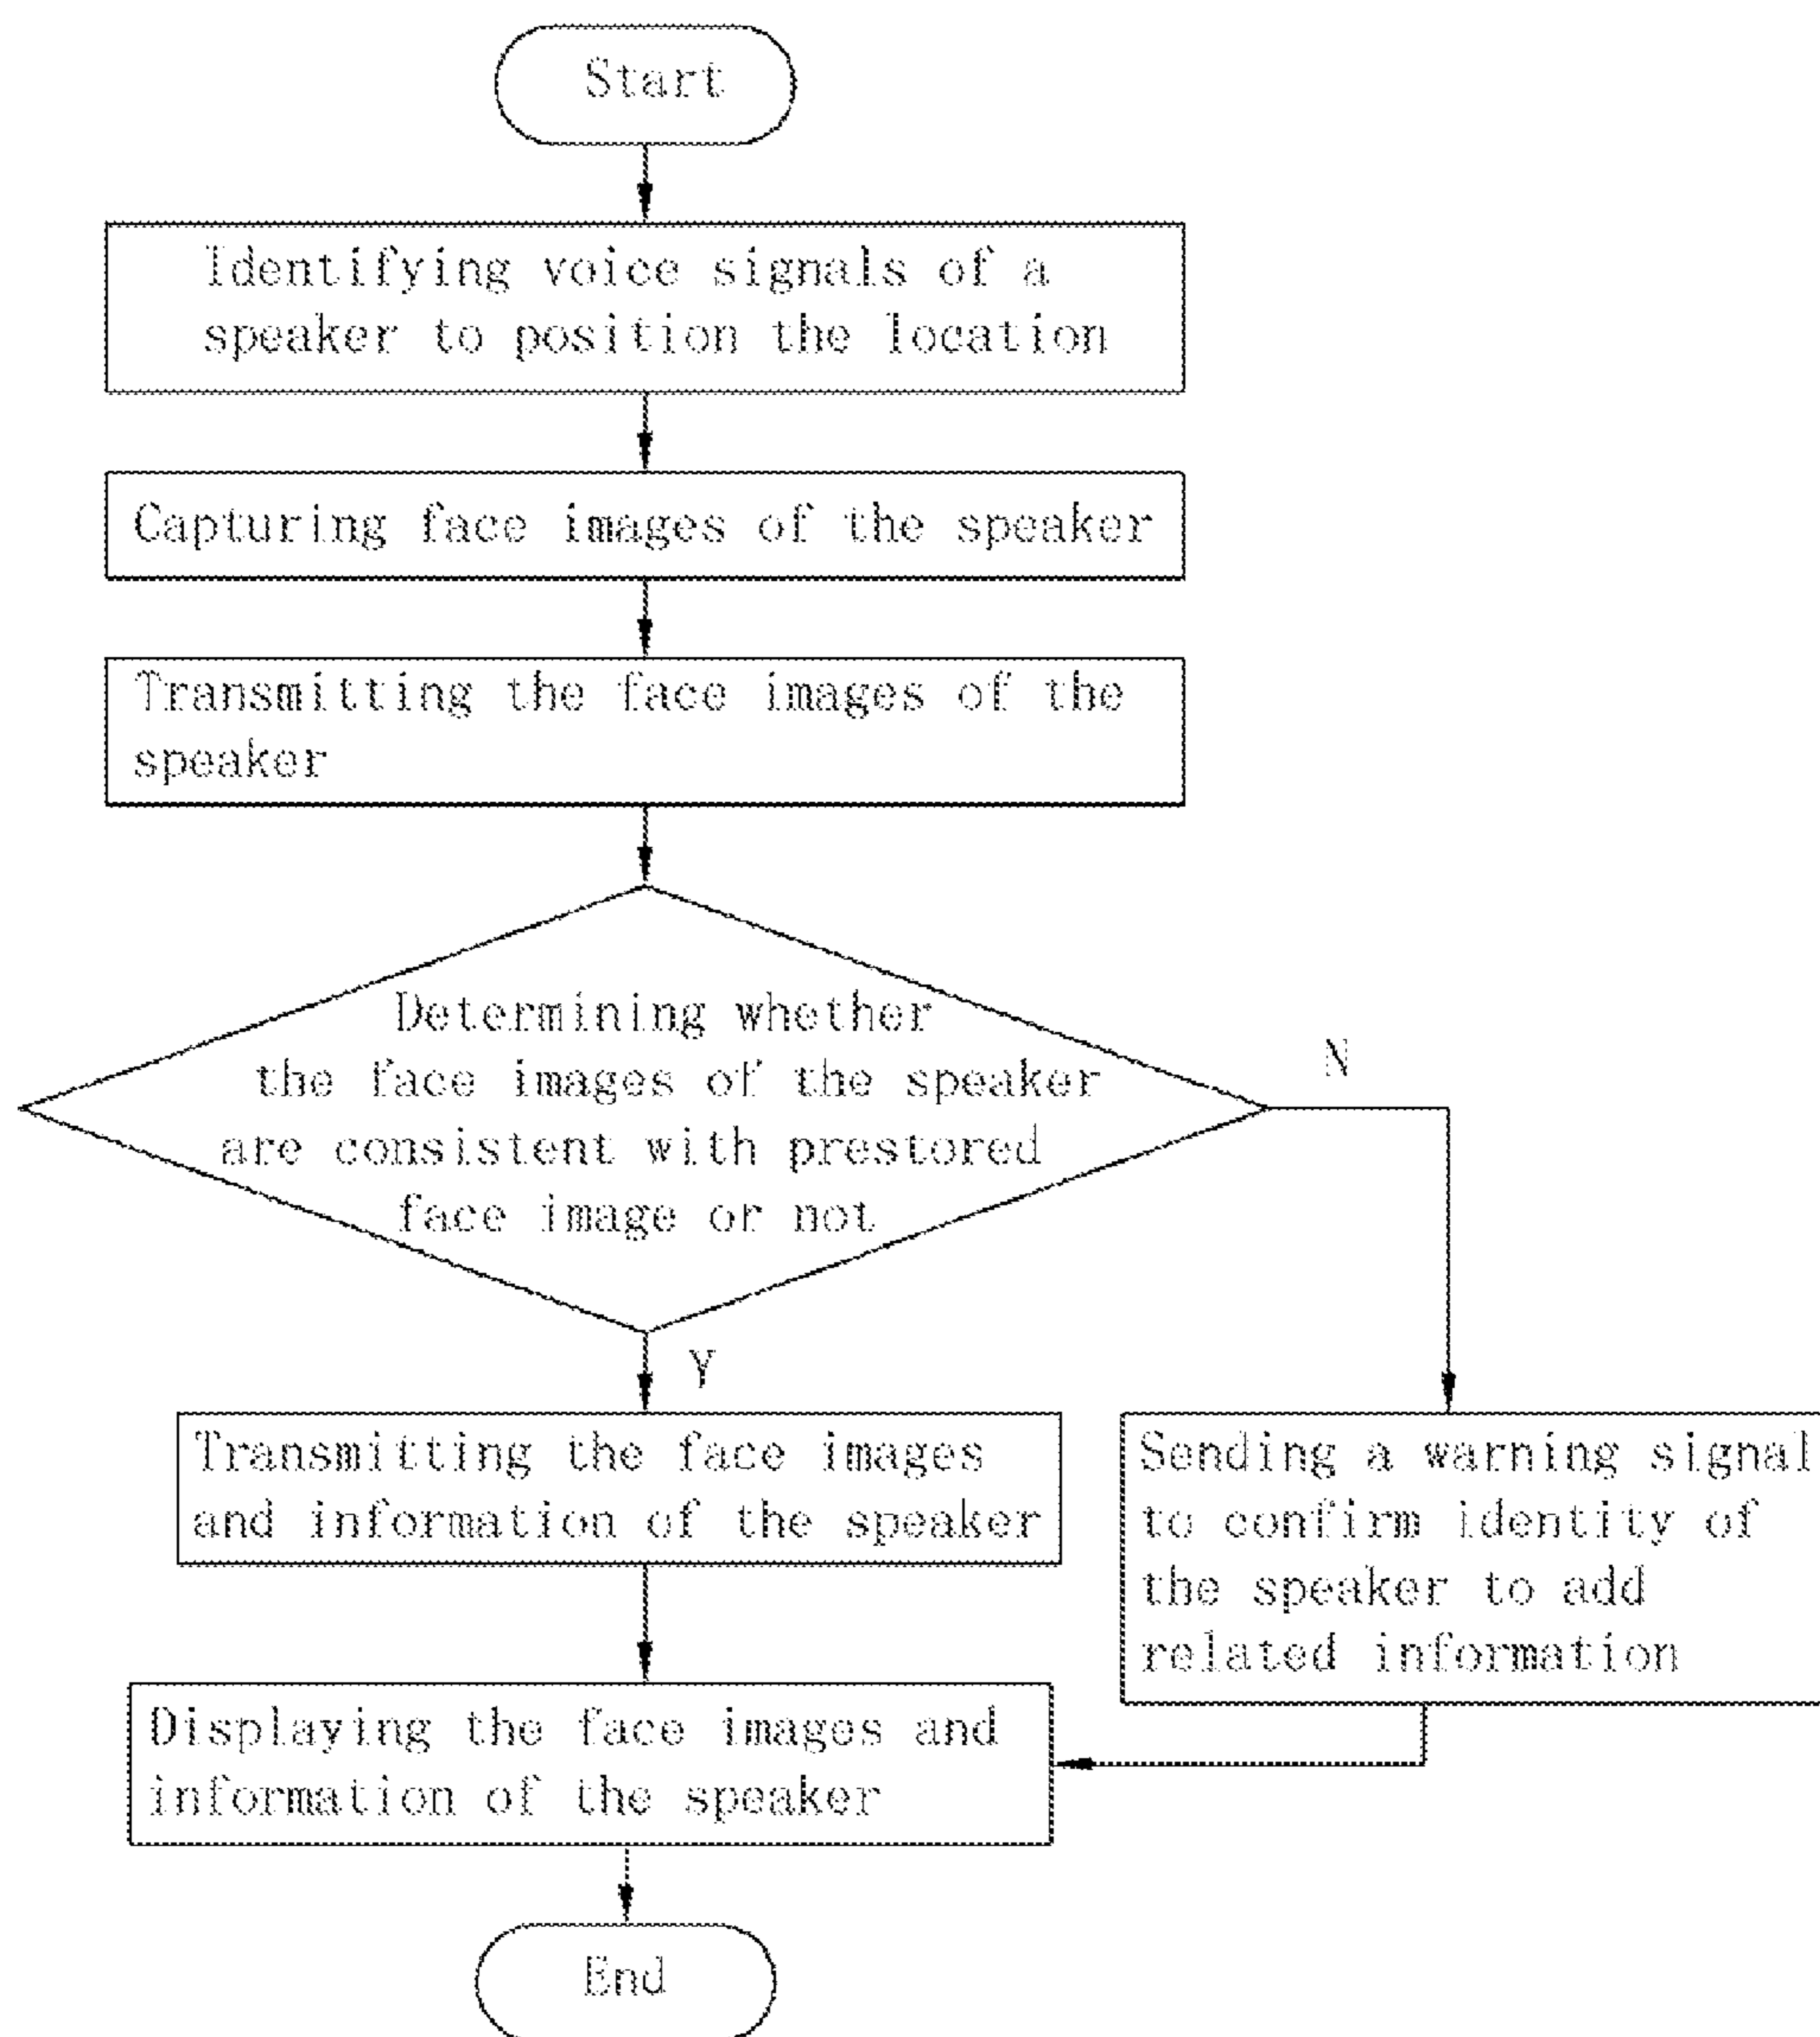 Start
Identifying voice signals of a
speaker to position the location
Capturing face images of the speaker
Transmitting the face images of the
speaker
Determining whether
the face images of the speaker
are consistent with prestored
face image or not
N
Y
Transmitting the face images
and information of the speaker
Sending a warning signal
to confirm identity of
the speaker to add
related information
Displaying the face images and
information of the speaker
End